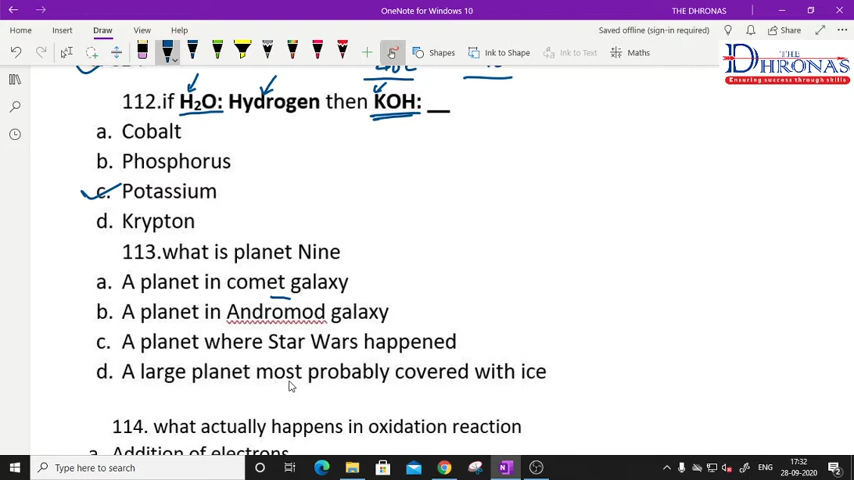 OneNote for Windows 10
THE DHRONAS
Home Insert Draw View Help
Saved offline (sign-in required)
Share
Shapes Ink to Shape Ink to Text Maths
THE
DHRONAS
Ensuring success through skills
112.if H₂O: Hydrogen then KOH: __
a. Cobalt
b. Phosphorus
c. Potassium
d. Krypton
113.what is planet Nine
a. A planet in comet galaxy
b. A planet in Andromod galaxy
c. A planet where Star Wars happened
d. A large planet most probably covered with ice
114. what actually happens in oxidation reaction
a. Addition of electrons
Type here to search
ENG
17:32
28-09-2020
2